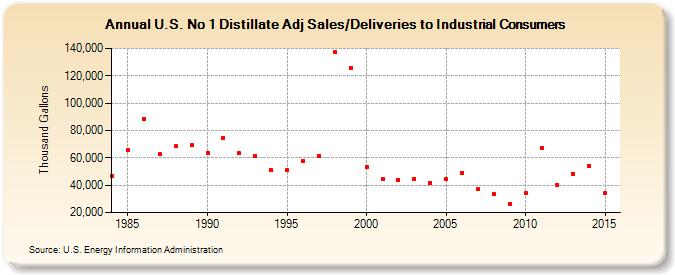 Annual U.S. No 1 Distillate Adj Sales/Deliveries to Industrial Consumers
Thousand Gallons
140,000
120,000
100,000
80,000
60,000
40,000
20,000
1985 1990 1995 2000 2005 2010 2015
Source: U.S. Energy Information Administration